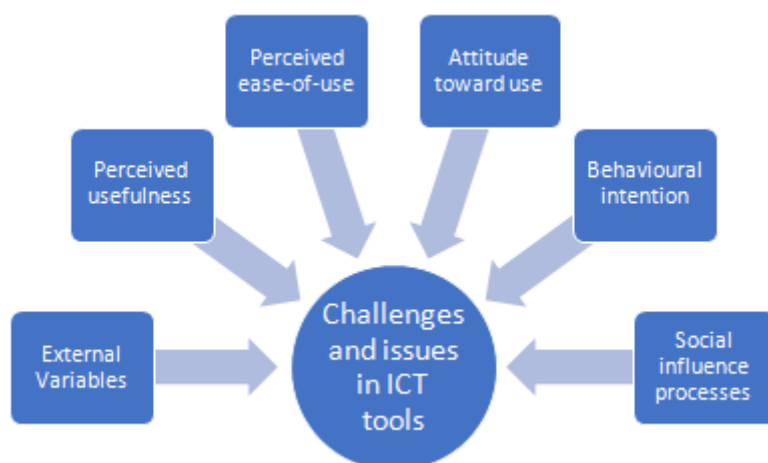 Perceived
ease-of-use
Attitude
toward use
Perceived
usefulness
Behavioural
intention
External
Variables
Challenges
and issues
in ICT
tools
Social
influence
processes